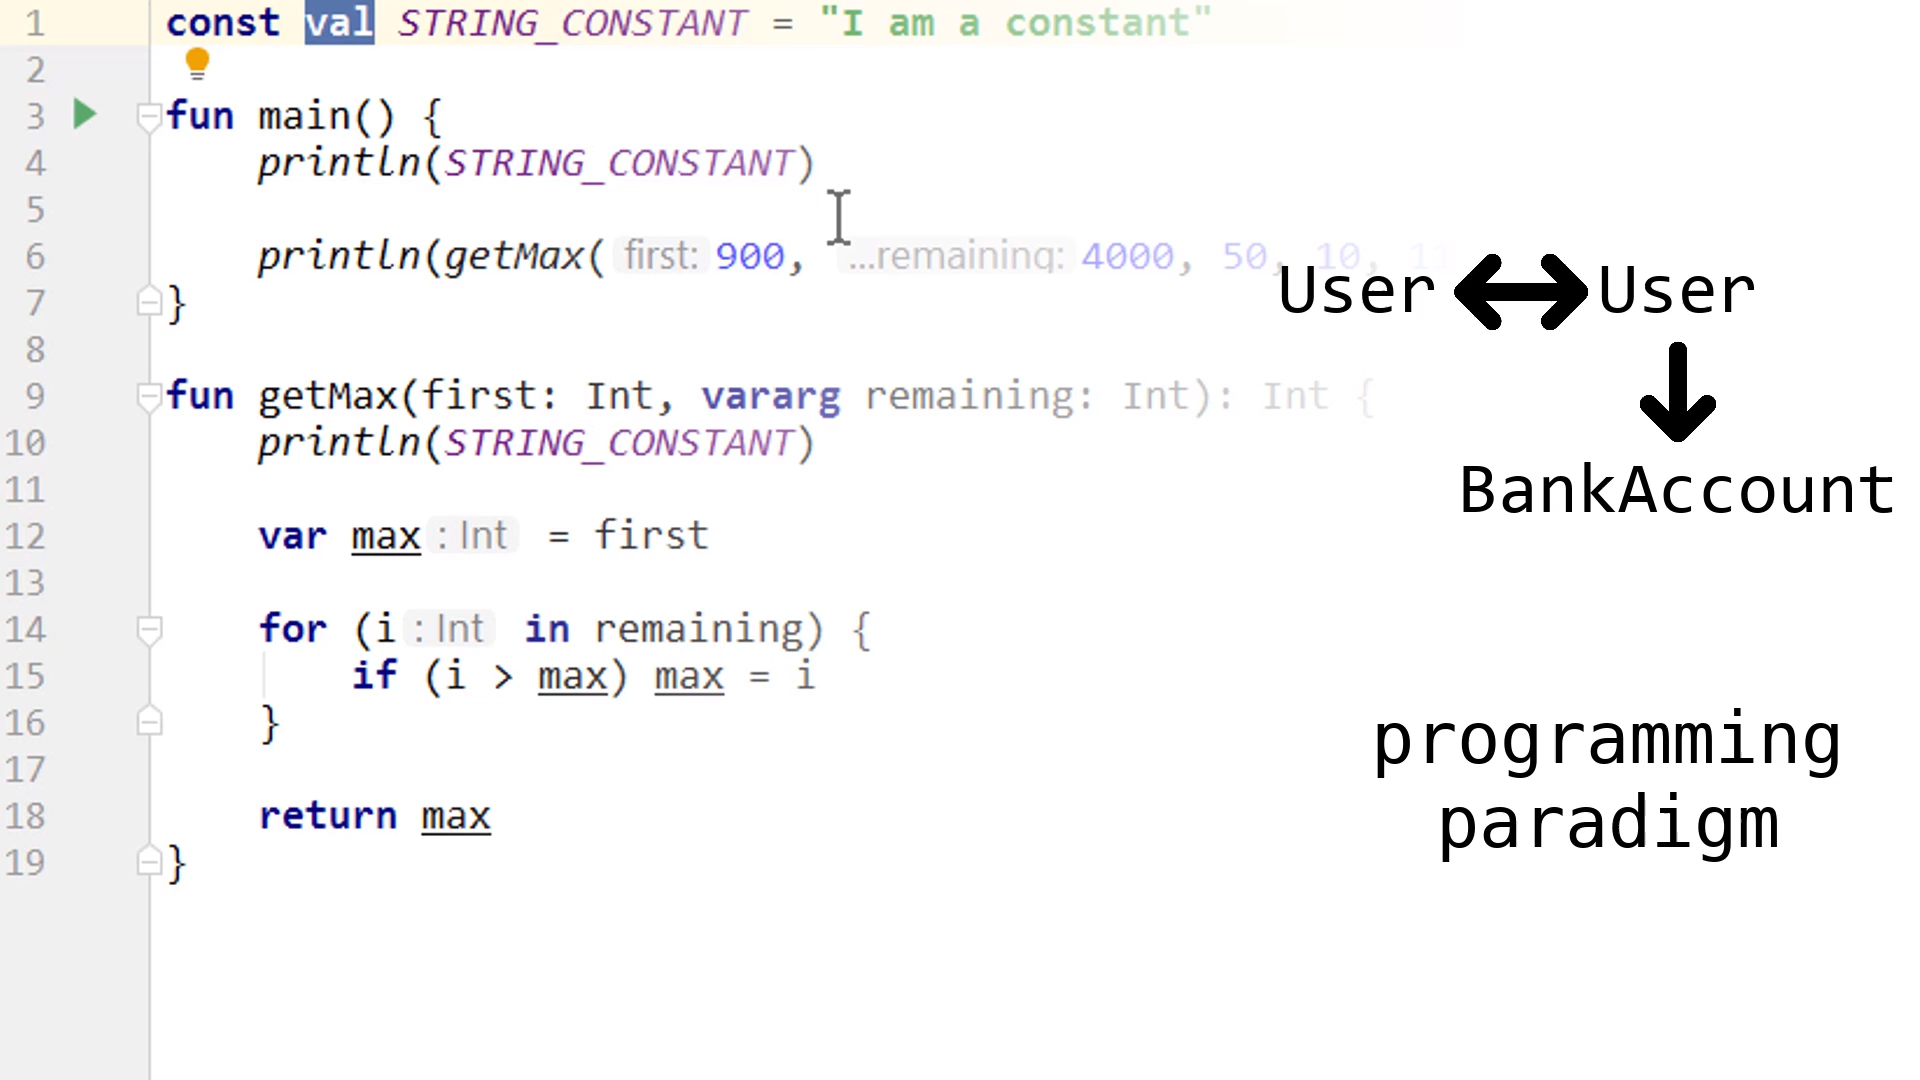 1 const val STRING_CONSTANT = "I am a constant"
2
3 fun main() {
4 println(STRING_CONSTANT)
5
6 println(getMax( first: 900, ...remaining: 4000, 50, 10,
7 }
8
9 fun getMax(first: Int, vararg remaining: Int): Int {
10 println(STRING_CONSTANT)
11
12 var max : Int = first
13
14 for (i : Int in remaining) {
15 if (i > max) max = i
16 }
17
18 return max
19 }
User User
BankAccount
programming
paradigm